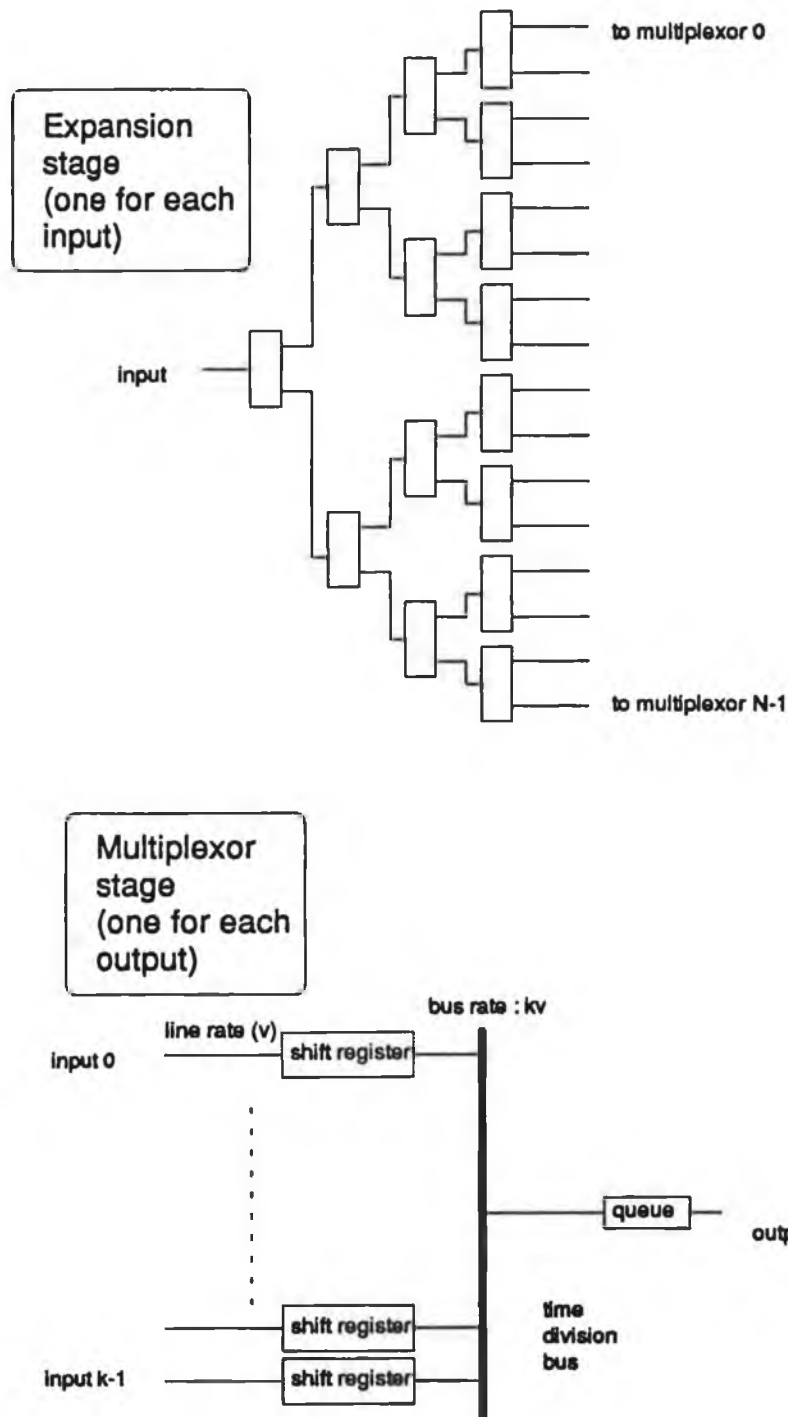 to multiplexor 0
Expansion
stage
(one for each
input)
input
to multiplexor N-1
Multiplexor
stage
(one for each
output)
bus rate : kv
line rate (v)
input 0
shift register
queue
outp
shift register
time
division
bus
input k-1
shift register